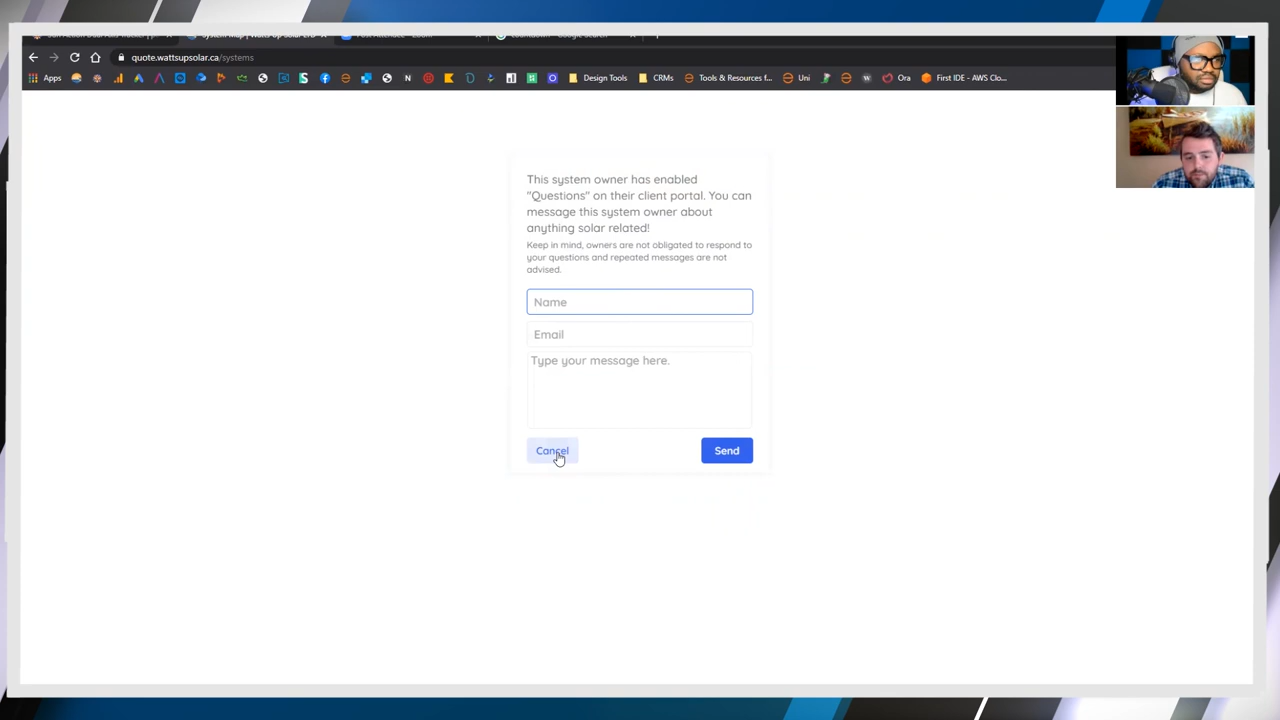 quote.wattsupsolar.ca/systems
Apps
Design Tools
CRMs
Tools & Resources f...
Uni
Ora
First IDE - AWS Clo...
This system owner has enabled
"Questions" on their client portal. You can
message this system owner about
anything solar related!
Keep in mind, owners are not obligated to respond to
your questions and repeated messages are not
advised.
Name
Email
Type your message here.
Cancel
Send